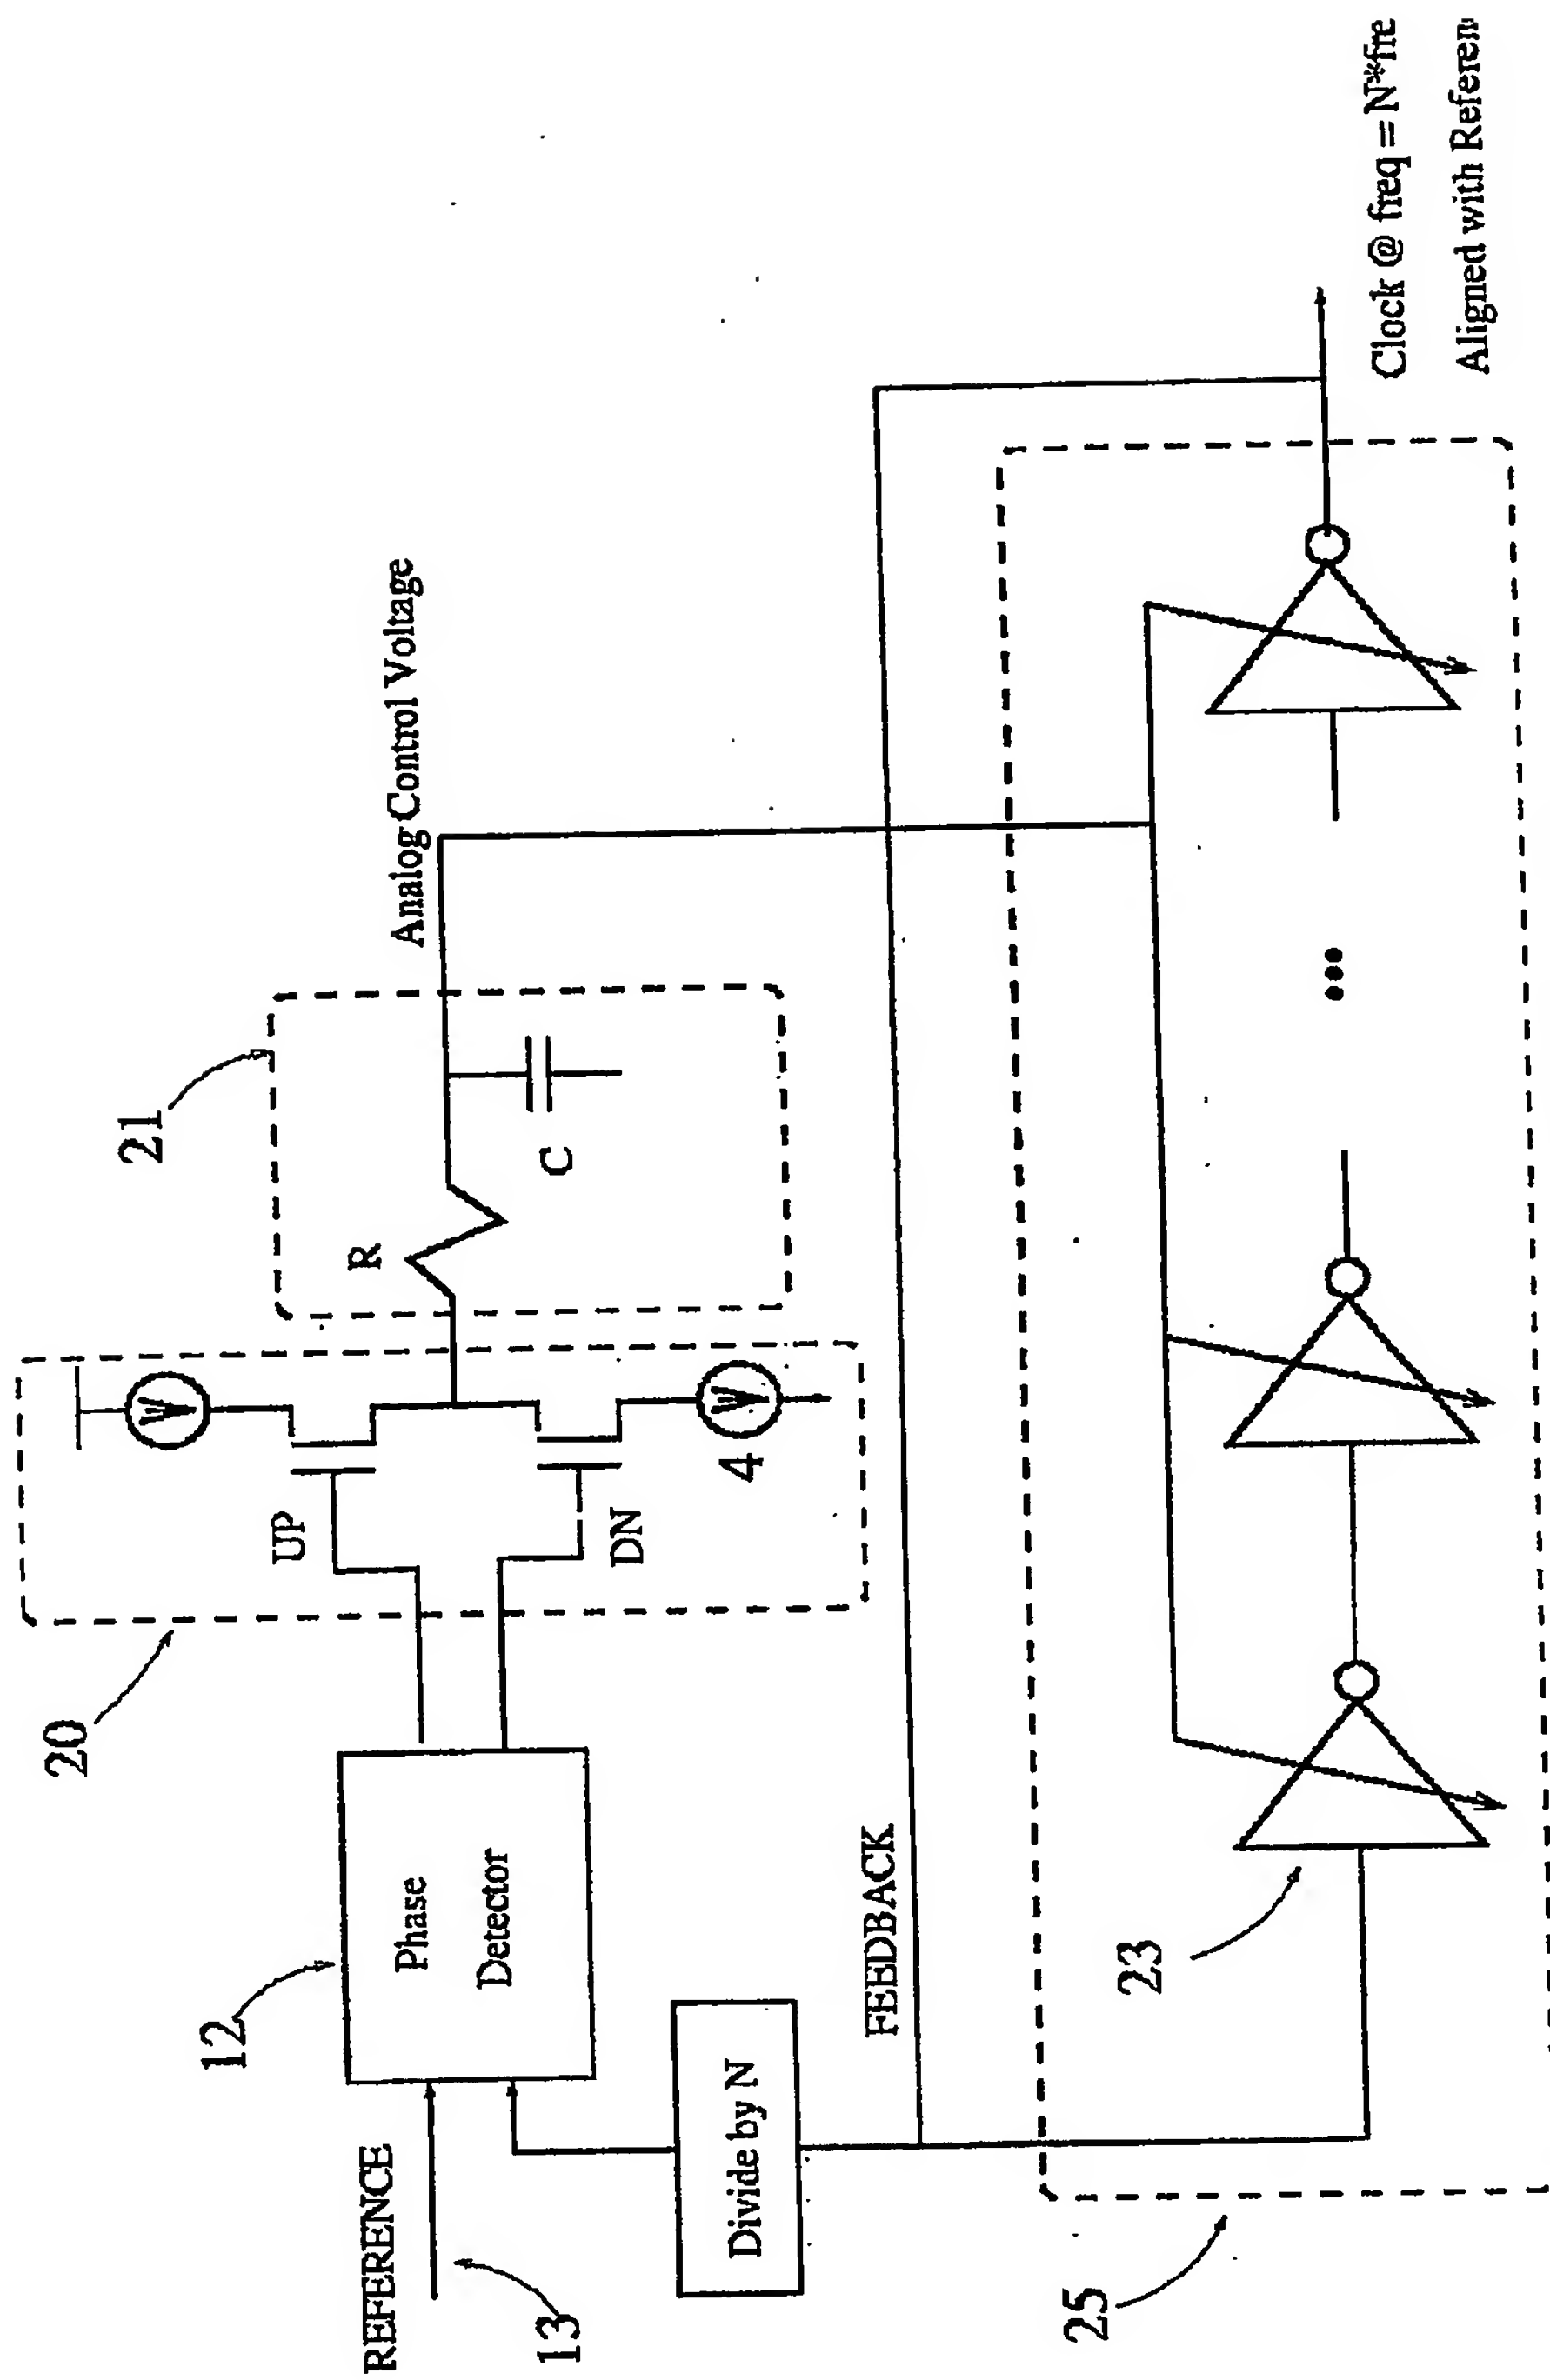 20
21
UP
R
Analog Control Voltage
12
Phase
Detector
C
REFERENCE
DN
4
13
Divide by N
FEEDBACK
23
25
Clock @ freq = N*fre
Aligned with Referen